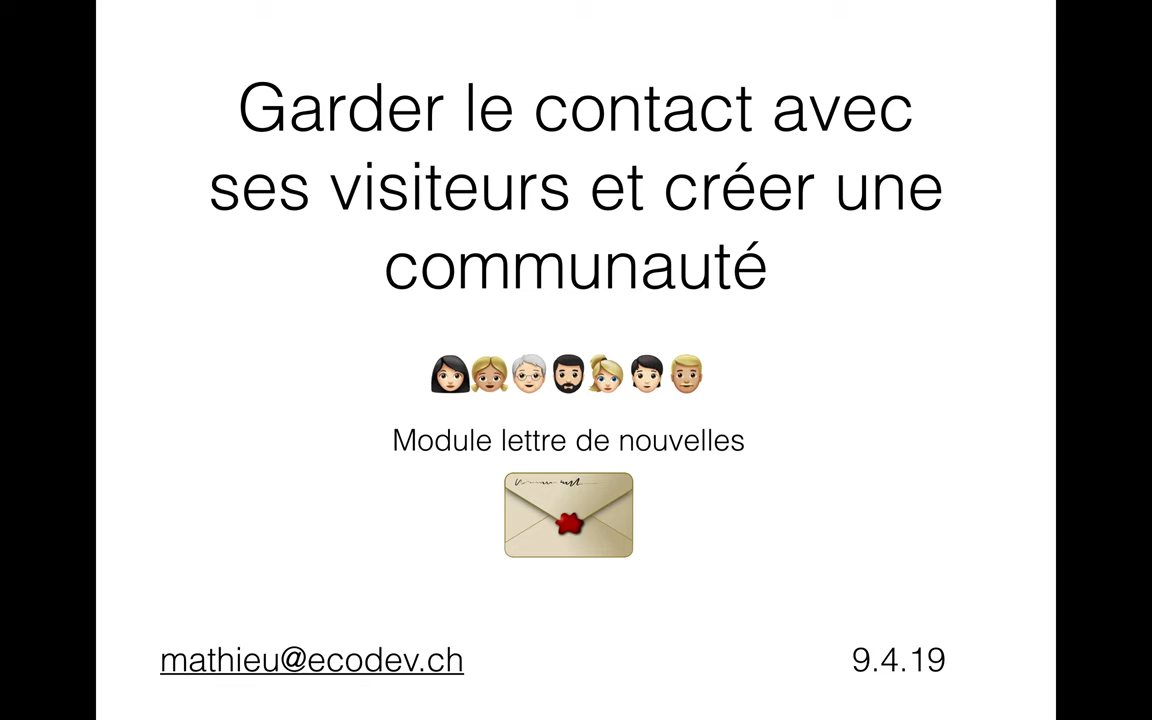 Garder le contact avec
ses visiteurs et créer une
communauté
Module lettre de nouvelles
mathieu@ecodev.ch
9.4.19